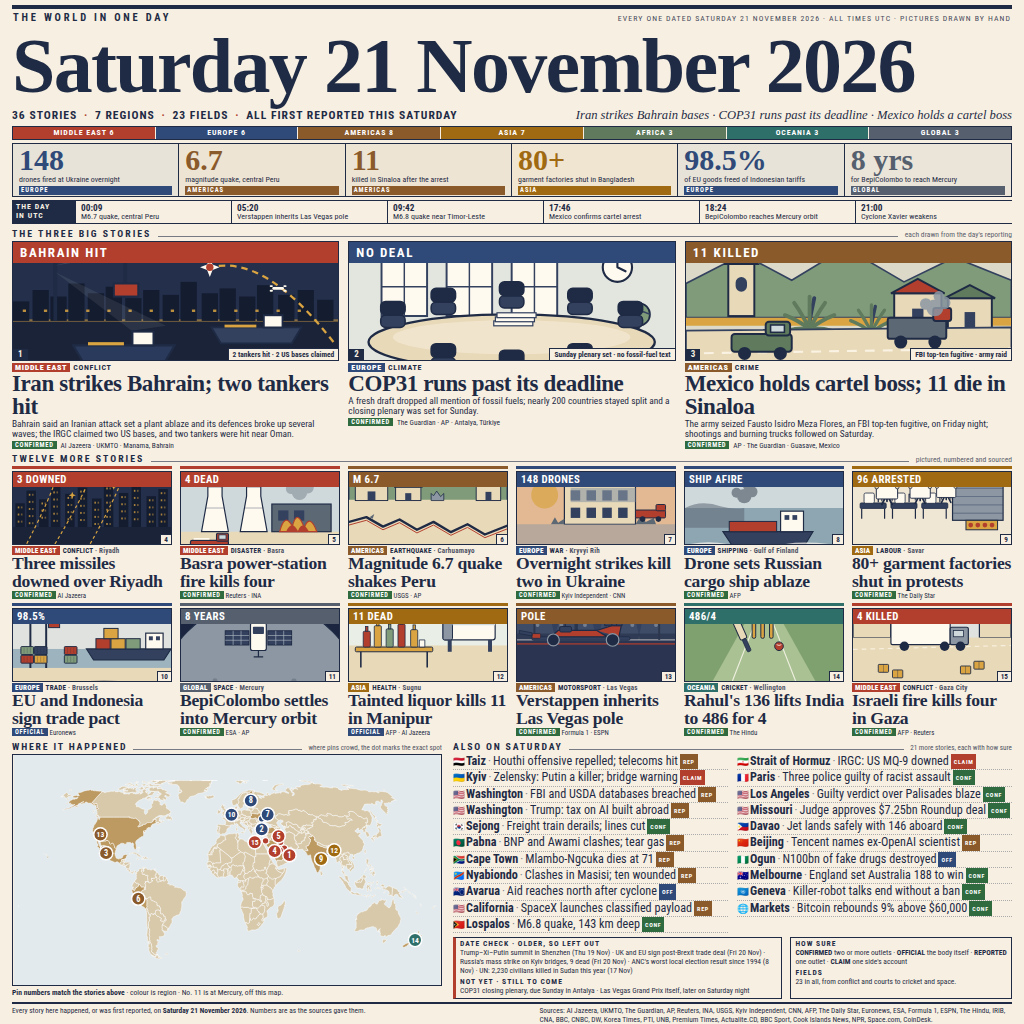 THE WORLD IN ONE DAY
EVERY ONE DATED SATURDAY 21 NOVEMBER 2026 · ALL TIMES UTC · PICTURES DRAWN BY HAND
Saturday 21 November 2026
36 STORIES · 7 REGIONS · 23 FIELDS · ALL FIRST REPORTED THIS SATURDAY
Iran strikes Bahrain bases · COP31 runs past its deadline · Mexico holds a cartel boss
MIDDLE EAST 6
EUROPE 6
AMERICAS 8
ASIA 7
AFRICA 3
OCEANIA 3
GLOBAL 3
148
drones fired at Ukraine overnight
EUROPE
6.7
magnitude quake, central Peru
AMERICAS
11
killed in Sinaloa after the arrest
AMERICAS
80+
garment factories shut in Bangladesh
ASIA
98.5%
of EU goods freed of Indonesian tariffs
EUROPE
8 yrs
for BepiColombo to reach Mercury
GLOBAL
THE DAY
IN UTC
00:09
M6.7 quake, central Peru
05:20
Verstappen inherits Las Vegas pole
09:42
M6.8 quake near Timor-Leste
17:46
Mexico confirms cartel arrest
18:24
BepiColombo reaches Mercury orbit
21:00
Cyclone Xavier weakens
THE THREE BIG STORIES
each drawn from the day's reporting
BAHRAIN HIT
1
2 tankers hit · 2 US bases claimed
MIDDLE EAST CONFLICT
Iran strikes Bahrain; two tankers
hit
Bahrain said an Iranian attack set a plant ablaze and its defences broke up several
waves; the IRGC claimed two US bases, and two tankers were hit near Oman.
CONFIRMED Al Jazeera · UKMTO · Manama, Bahrain
NO DEAL
2
Sunday plenary set · no fossil-fuel text
EUROPE CLIMATE
COP31 runs past its deadline
A fresh draft dropped all mention of fossil fuels; nearly 200 countries stayed split and a
closing plenary was set for Sunday.
CONFIRMED The Guardian · AP · Antalya, Türkiye
11 KILLED
3
FBI top-ten fugitive · army raid
AMERICAS CRIME
Mexico holds cartel boss; 11 die in
Sinaloa
The army seized Fausto Isidro Meza Flores, an FBI top-ten fugitive, on Friday night;
shootings and burning trucks followed on Saturday.
CONFIRMED AP · The Guardian · Guasave, Mexico
TWELVE MORE STORIES
pictured, numbered and sourced
3 DOWNED
4
MIDDLE EAST CONFLICT · Riyadh
Three missiles
downed over Riyadh
CONFIRMED Al Jazeera
4 DEAD
5
MIDDLE EAST DISASTER · Basra
Basra power-station
fire kills four
CONFIRMED Reuters · INA
M 6.7
6
AMERICAS EARTHQUAKE · Carhuamayo
Magnitude 6.7 quake
shakes Peru
CONFIRMED USGS · AP
148 DRONES
7
EUROPE WAR · Kryvyi Rih
Overnight strikes kill
two in Ukraine
CONFIRMED Kyiv Independent · CNN
SHIP AFIRE
8
EUROPE SHIPPING · Gulf of Finland
Drone sets Russian
cargo ship ablaze
CONFIRMED AFP
96 ARRESTED
9
ASIA LABOUR · Savar
80+ garment factories
shut in protests
CONFIRMED The Daily Star
98.5%
10
EUROPE TRADE · Brussels
EU and Indonesia
sign trade pact
OFFICIAL Euronews
8 YEARS
11
GLOBAL SPACE · Mercury
BepiColombo settles
into Mercury orbit
CONFIRMED ESA · AP
11 DEAD
12
ASIA HEALTH · Sugnu
Tainted liquor kills 11
in Manipur
OFFICIAL AFP · Al Jazeera
POLE
13
AMERICAS MOTORSPORT · Las Vegas
Verstappen inherits
Las Vegas pole
CONFIRMED Formula 1 · ESPN
486/4
14
OCEANIA CRICKET · Wellington
Rahul's 136 lifts India
to 486 for 4
CONFIRMED The Hindu
4 KILLED
15
MIDDLE EAST CONFLICT · Gaza City
Israeli fire kills four
in Gaza
CONFIRMED AFP · Reuters
WHERE IT HAPPENED
where pins crowd, the dot marks the exact spot
8
10
7
2
13
5
15
3
4
1
9
12
6
14
Pin numbers match the stories above · colour is region · No. 11 is at Mercury, off this map.
ALSO ON SATURDAY
21 more stories, each with how sure
Taiz · Houthi offensive repelled; telecoms hit REP
Kyiv · Zelensky: Putin a killer; bridge warning CLAIM
Washington · FBI and USDA databases breached REP
Washington · Trump: tax on AI built abroad REP
Sejong · Freight train derails; lines cut CONF
Pabna · BNP and Awami clashes; tear gas REP
Cape Town · Mlambo-Ngcuka dies at 71 REP
Nyabiondo · Clashes in Masisi; ten wounded REP
Avarua · Aid reaches north after cyclone OFF
California · SpaceX launches classified payload REP
Lospalos · M6.8 quake, 143 km deep CONF
Strait of Hormuz · IRGC: US MQ-9 downed CLAIM
Paris · Three police guilty of racist assault CONF
Los Angeles · Guilty verdict over Palisades blaze CONF
Missouri · Judge approves $7.25bn Roundup deal CONF
Davao · Jet lands safely with 146 aboard CONF
Beijing · Tencent names ex-OpenAI scientist REP
Ogun · N100bn of fake drugs destroyed OFF
Melbourne · England set Australia 188 to win CONF
Geneva · Killer-robot talks end without a ban CONF
Markets · Bitcoin rebounds 9% above $60,000 CONF
DATE CHECK · OLDER, SO LEFT OUT
Trump–Xi–Putin summit in Shenzhen (Thu 19 Nov) · UK and EU sign post-Brexit trade deal (Fri 20 Nov) ·
Russia's mass strike on Kyiv bridges, 9 dead (Fri 20 Nov) · ANC's worst local election result since 1994 (8
Nov) · UN: 2,230 civilians killed in Sudan this year (17 Nov)
NOT YET · STILL TO COME
COP31 closing plenary, due Sunday in Antalya · Las Vegas Grand Prix itself, later on Saturday night
HOW SURE
CONFIRMED two or more outlets · OFFICIAL the body itself · REPORTED
one outlet · CLAIM one side's account
FIELDS
23 in all, from conflict and courts to cricket and space.
Every story here happened, or was first reported, on Saturday 21 November 2026. Numbers are as the sources gave them.
Sources: Al Jazeera, UKMTO, The Guardian, AP, Reuters, INA, USGS, Kyiv Independent, CNN, AFP, The Daily Star, Euronews, ESA, Formula 1, ESPN, The Hindu, IRIB,
CNA, BBC, CNBC, DW, Korea Times, PTI, UNB, Premium Times, Actualite.CD, BBC Sport, Cook Islands News, NPR, Space.com, CoinDesk.